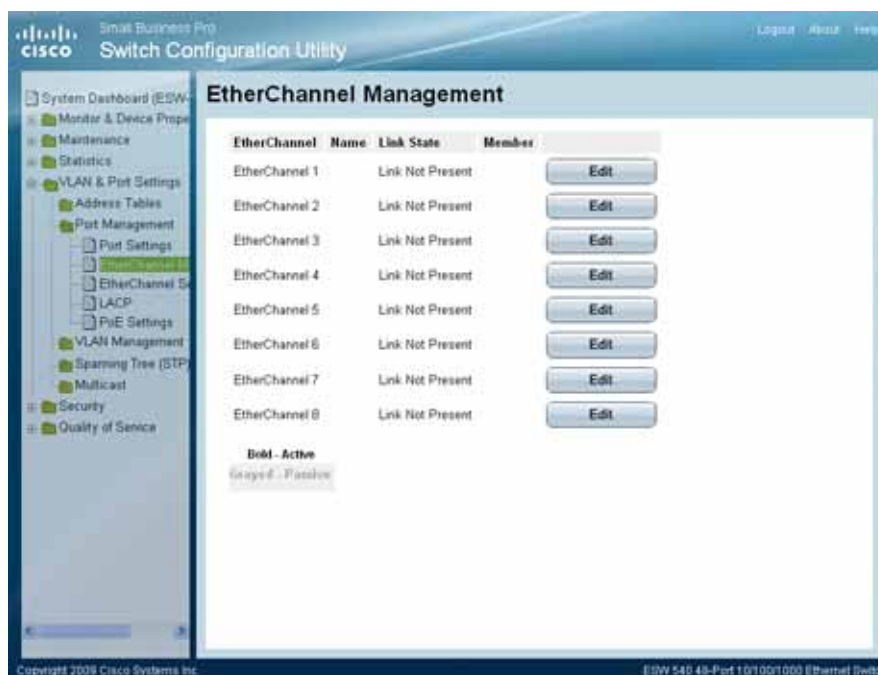 cisco
Small Business Pro
Switch Configuration Utility
Logout About Help
System Dashboard (ESW-
Monitor & Device Prope
Maintenance
Statistics
VLAN & Port Settings
Address Tables
Port Management
Port Settings
EtherChannel M
EtherChannel Se
LACP
PoE Settings
VLAN Management
Spanning Tree (STP)
Multicast
Security
Quality of Service
EtherChannel Management
EtherChannel Name Link State Member
EtherChannel 1 Link Not Present Edit
EtherChannel 2 Link Not Present Edit
EtherChannel 3 Link Not Present Edit
EtherChannel 4 Link Not Present Edit
EtherChannel 5 Link Not Present Edit
EtherChannel 6 Link Not Present Edit
EtherChannel 7 Link Not Present Edit
EtherChannel 8 Link Not Present Edit
Bold - Active
Grayed - Passive
Copyright 2009 Cisco Systems Inc
ESW 540 48-Port 10/100/1000 Ethernet Switc